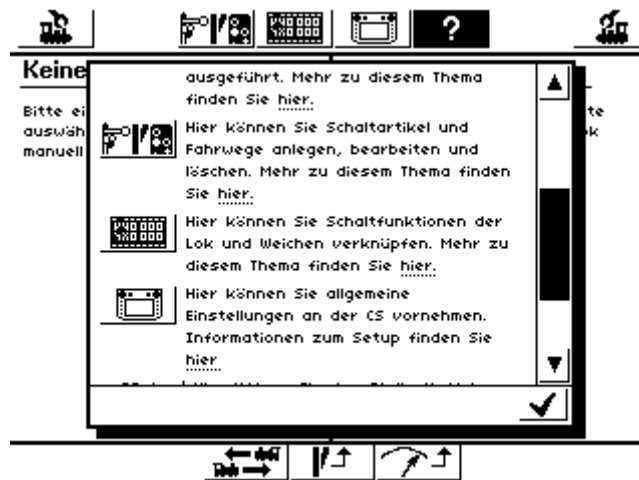 ?
Keine
Bitte ei
auswäh
manuell
te
k
ausgeführt. Mehr zu diesem Thema
finden Sie hier.
Hier können Sie Schaltartikel und
Fahrwege anlegen, bearbeiten und
löschen. Mehr zu diesem Thema finden
Sie hier.
Hier können Sie Schaltfunktionen der
Lok und Weichen verknüpfen. Mehr zu
diesem Thema finden Sie hier.
Hier können Sie allgemeine
Einstellungen an der CS vornehmen.
Informationen zum Setup finden Sie
hier